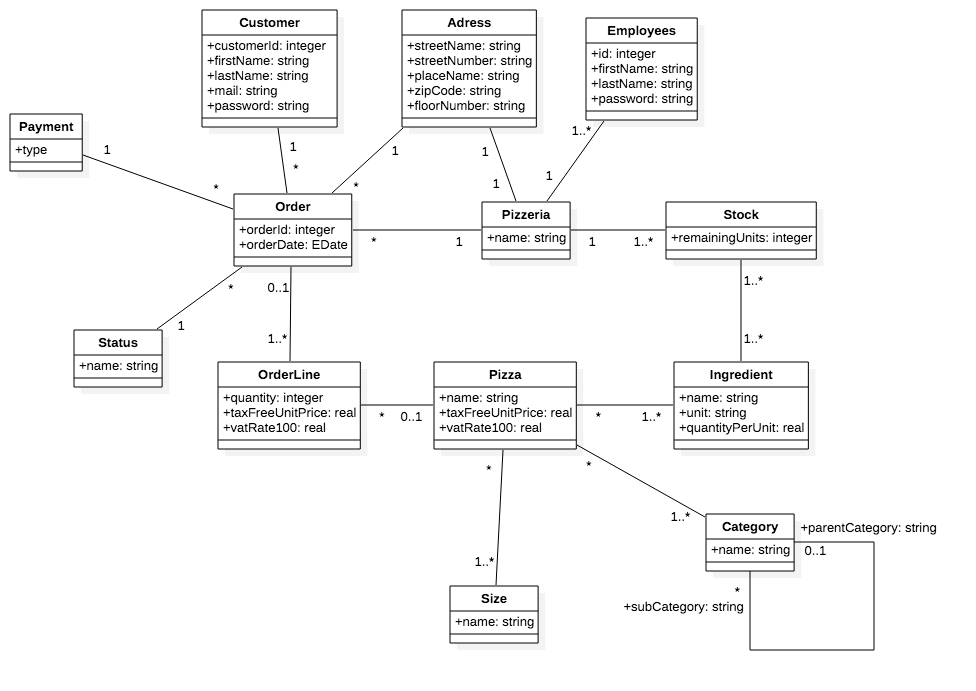 Customer
+customerId: integer
+firstName: string
+lastName: string
+mail: string
+password: string
Adress
+streetName: string
+streetNumber: string
+placeName: string
+zipCode: string
+floorNumber: string
Employees
+id: integer
+firstName: string
+lastName: string
+password: string
Payment
+type
1
*
1
*
1
*
1
1
1..*
1
Order
+orderId: integer
+orderDate: EDate
*
1
Pizzeria
+name: string
1
1..*
Stock
+remainingUnits: integer
*
1
0..1
1..*
1..*
1..*
Status
+name: string
OrderLine
+quantity: integer
+taxFreeUnitPrice: real
+vatRate100: real
*
0..1
Pizza
+name: string
+taxFreeUnitPrice: real
+vatRate100: real
*
1..*
Ingredient
+name: string
+unit: string
+quantityPerUnit: real
*
1..*
*
1..*
Category
+name: string
+parentCategory: string
0..1
*
+subCategory: string
Size
+name: string